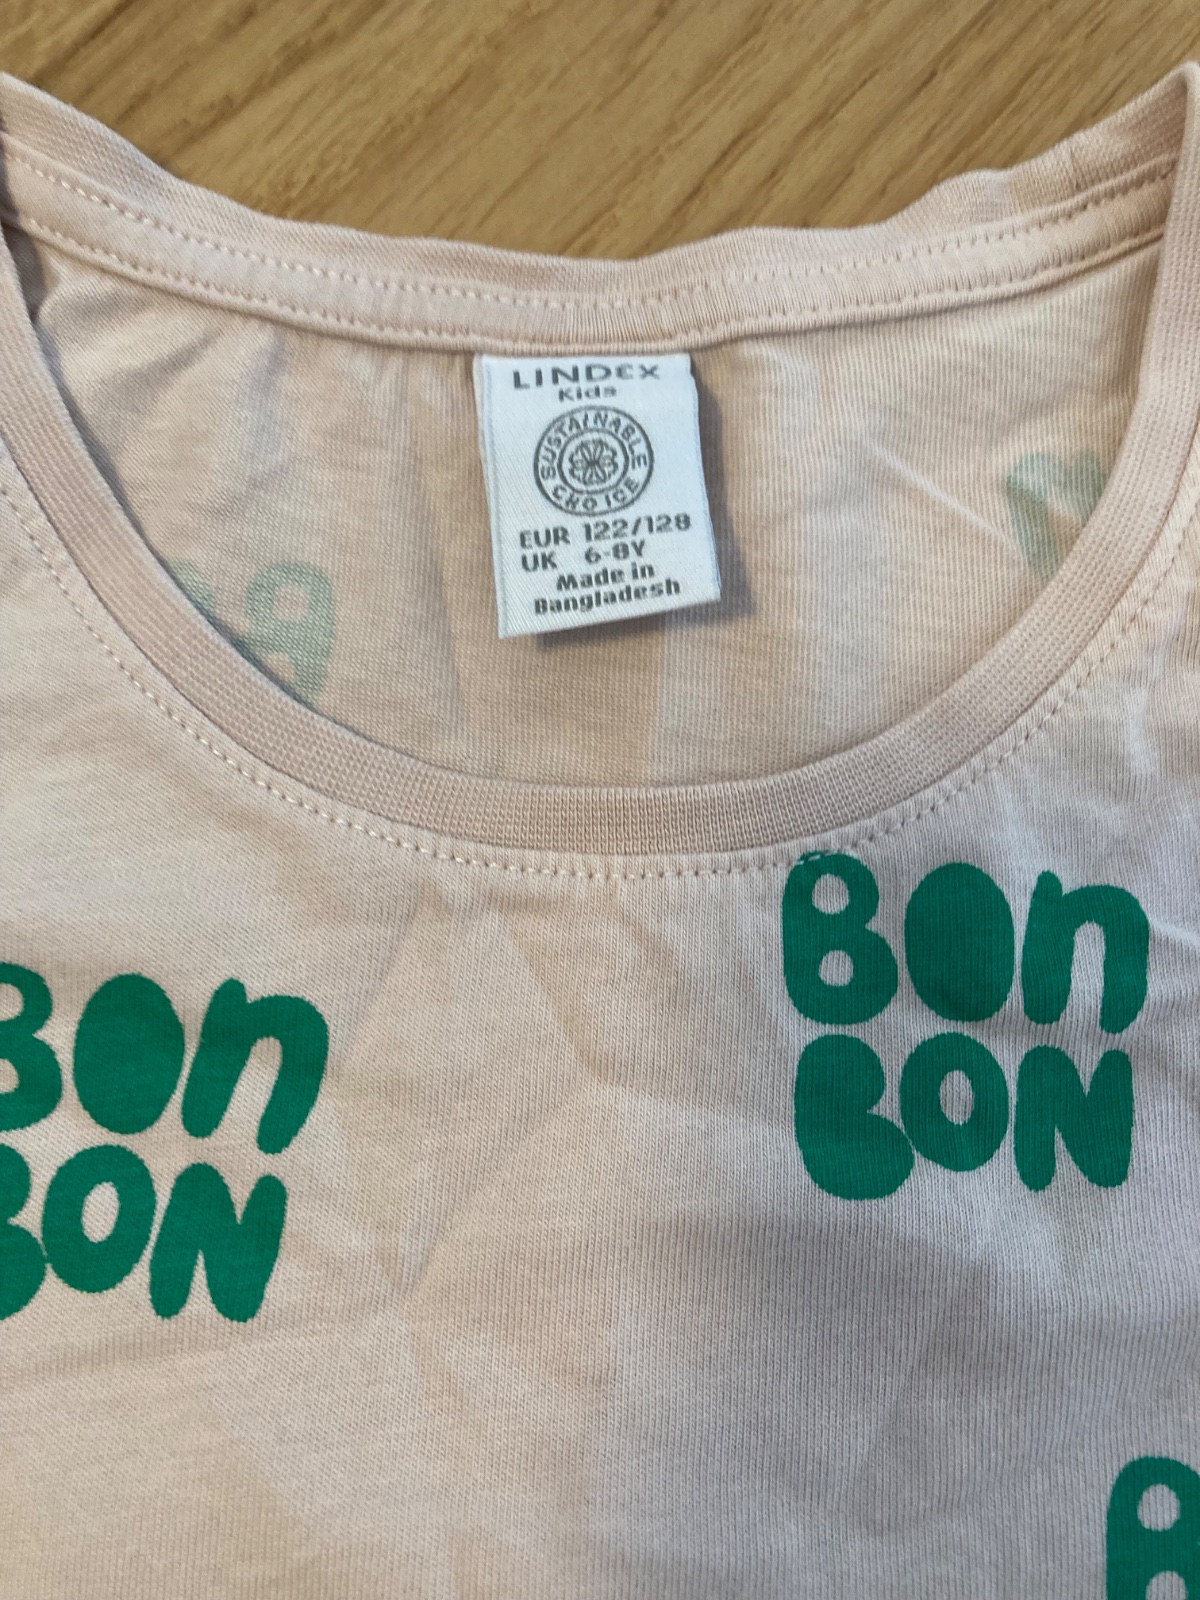 LINDEX
Kids
SUSTAINABLE
CHOICE
EUR 122/128
UK 6-8Y
Made in
Bangladesh
BON
BON
BON
BON
B